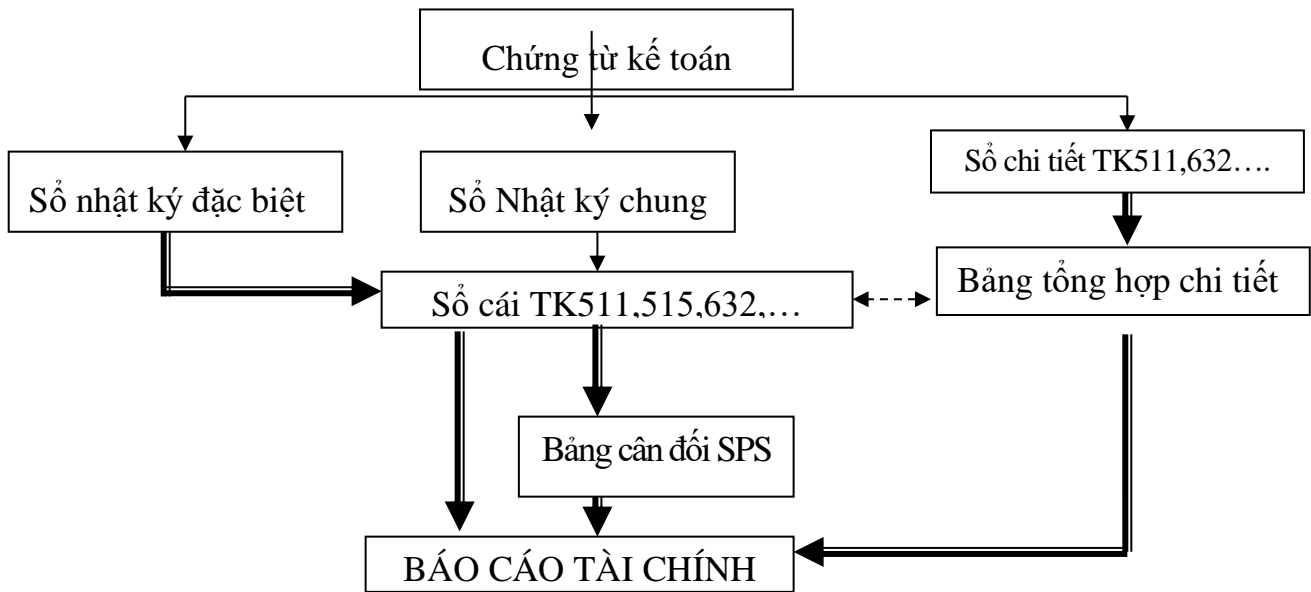 Chứng từ kế toán
Sổ nhật ký đặc biệt
Sổ Nhật ký chung
Sổ chi tiết TK511,632….
Bảng tổng hợp chi tiết
Sổ cái TK511,515,632,…
Bảng cân đối SPS
BÁO CÁO TÀI CHÍNH